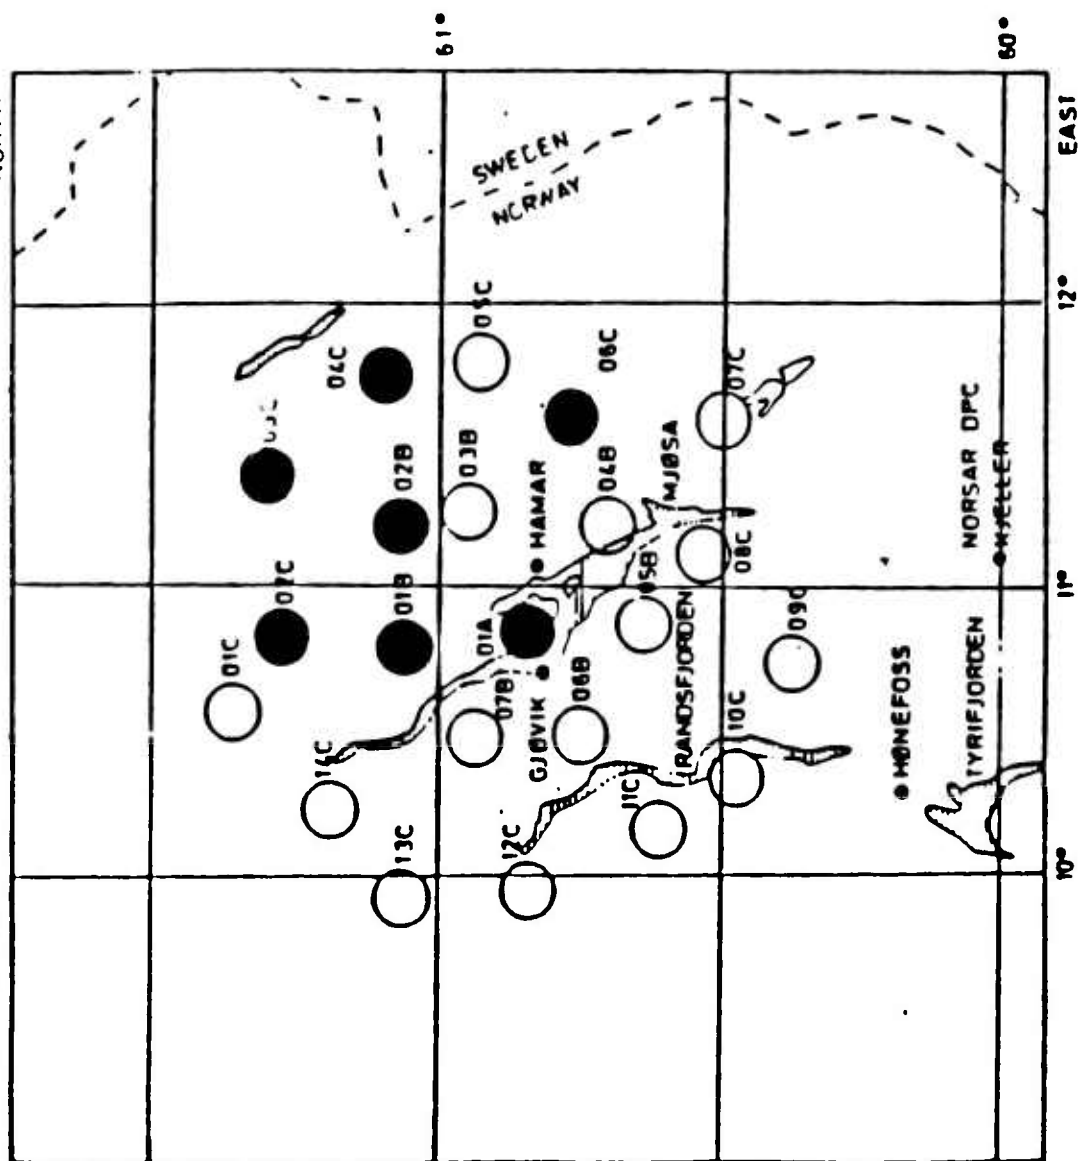 61°
60°
EAST
SWEDEN
NORWAY
12°
05C
04C
06C
07C
02B
03B
HAMAR
04B
MJØSA
NORSAR DPC
KJELLER
08C
11°
02C
01B
01A
05B
09C
01C
07B
06B
RANDSFJORDEN
10C
GJØVIK
HØNEFOSS
TYRIFJORDEN
14C
13C
12C
11C
10°